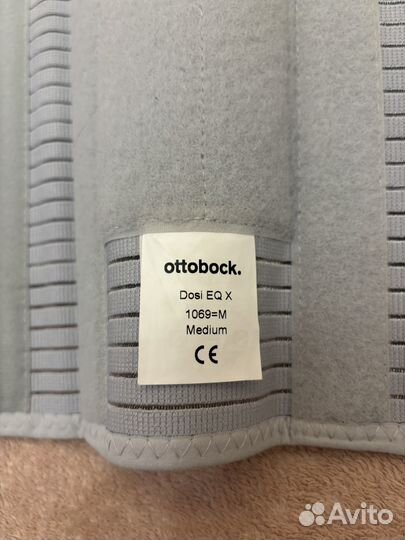 ottobock.
Dosi EQ X
1069=M
Medium
CE
Avito